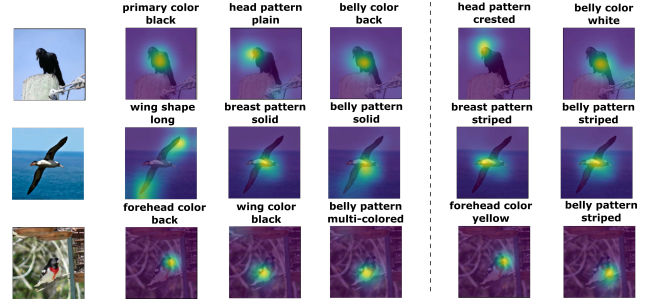 primary color
black
head pattern
plain
belly color
back
head pattern
crested
belly color
white
wing shape
long
breast pattern
solid
belly pattern
solid
breast pattern
striped
belly pattern
striped
forehead color
back
wing color
black
belly pattern
multi-colored
forehead color
yellow
belly pattern
striped